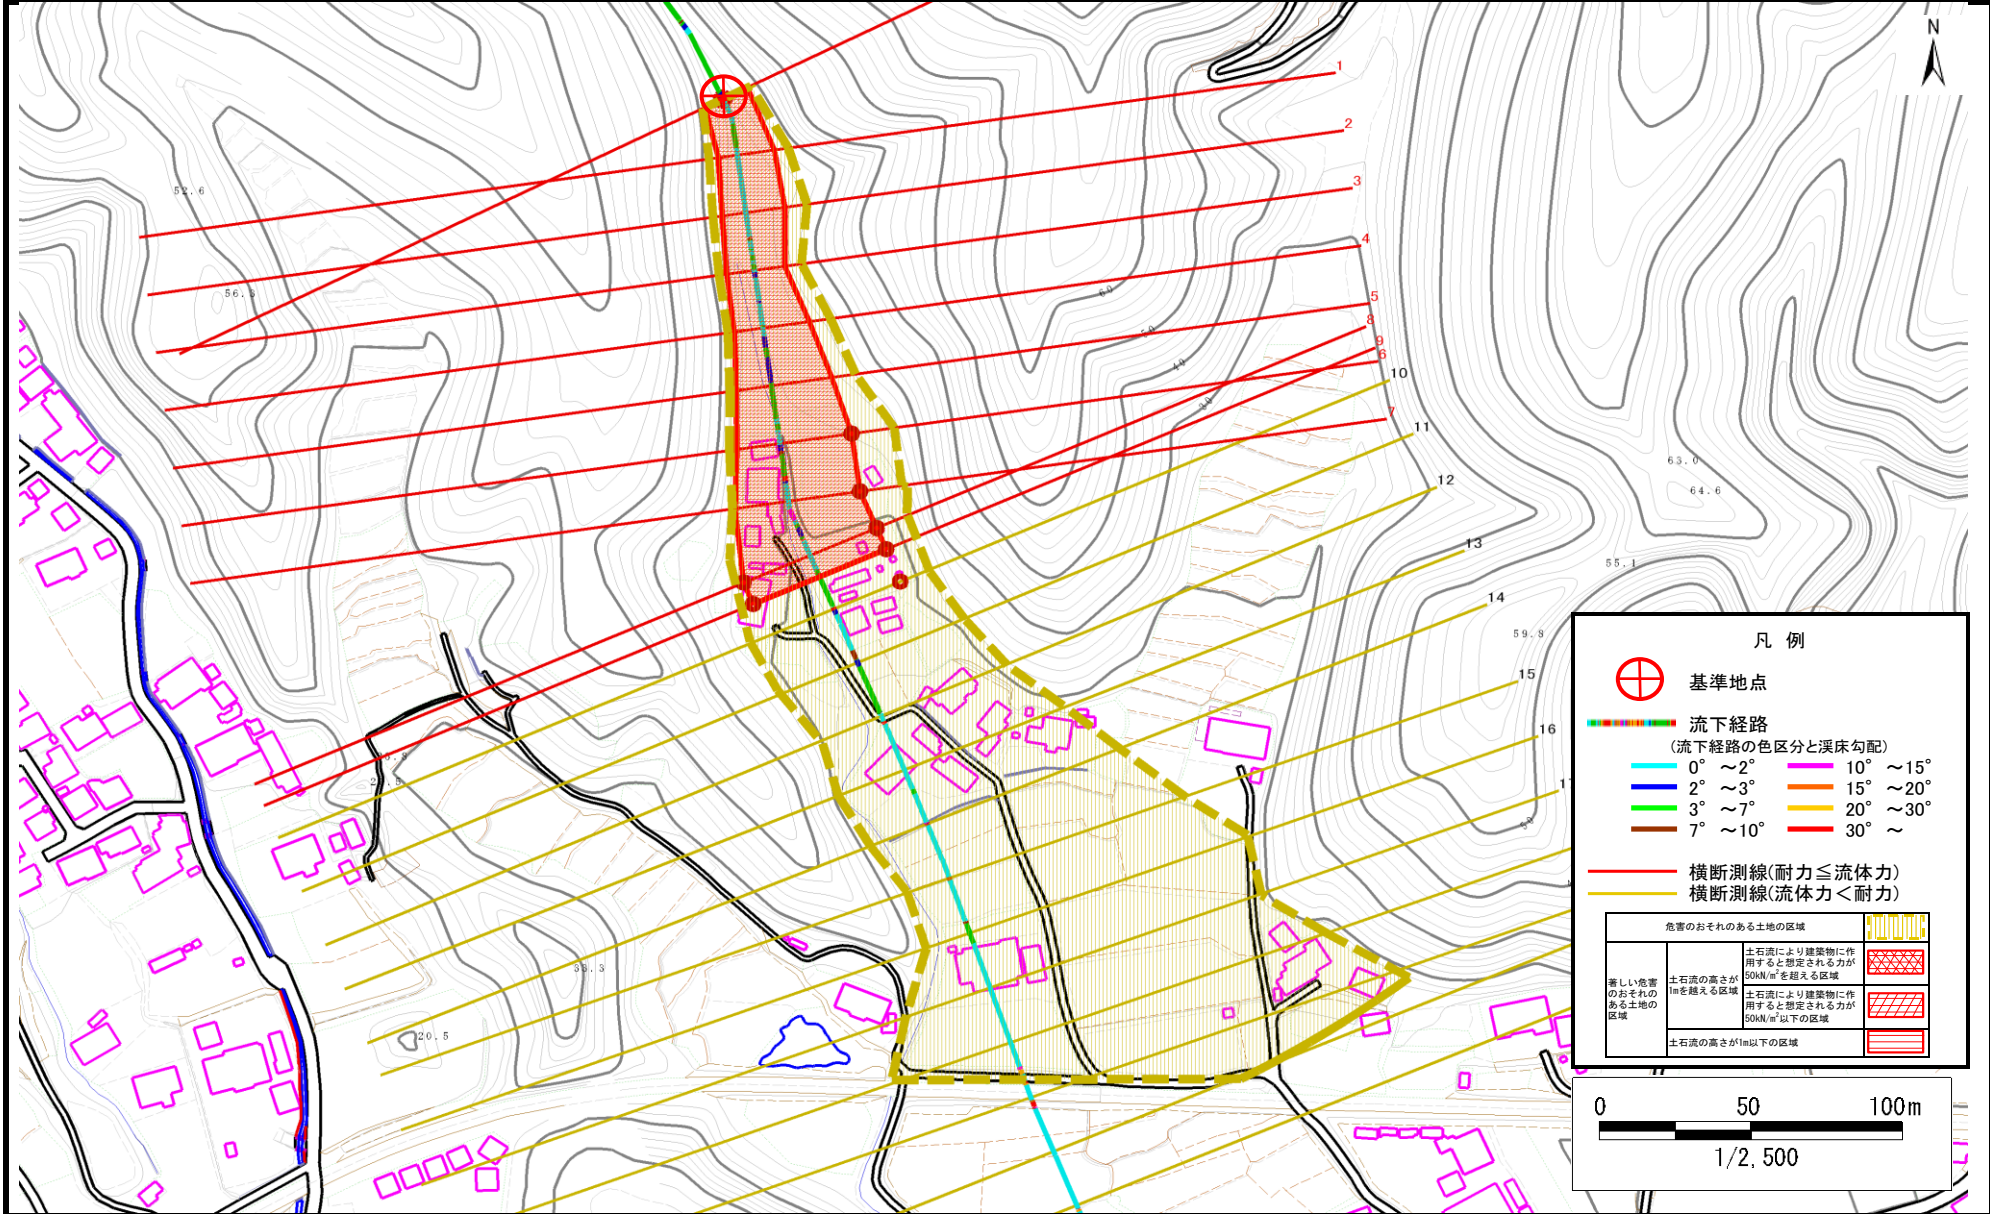 N
1
2
3
4
5
8
9
6
10
7
11
12
13
14
15
16
52.6
56.3
60
50
40
30
63.0
64.6
55.1
59.8
33.3
20.5
凡 例
基準地点
流下経路
(流下経路の色区分と渓床勾配)
0° ～2° 10° ～15°
2° ～3° 15° ～20°
3° ～7° 20° ～30°
7° ～10° 30° ～
横断測線(耐力≦流体力)
横断測線(流体力＜耐力)
危害のおそれのある土地の区域
著しい危害
のおそれの
ある土地の
区域
土石流の高さが
1mを越える区域
土石流により建築物に作
用すると想定される力が
50kN/m²を超える区域
土石流により建築物に作
用すると想定される力が
50kN/m²以下の区域
土石流の高さが1m以下の区域
0 50 100m
1/2,500